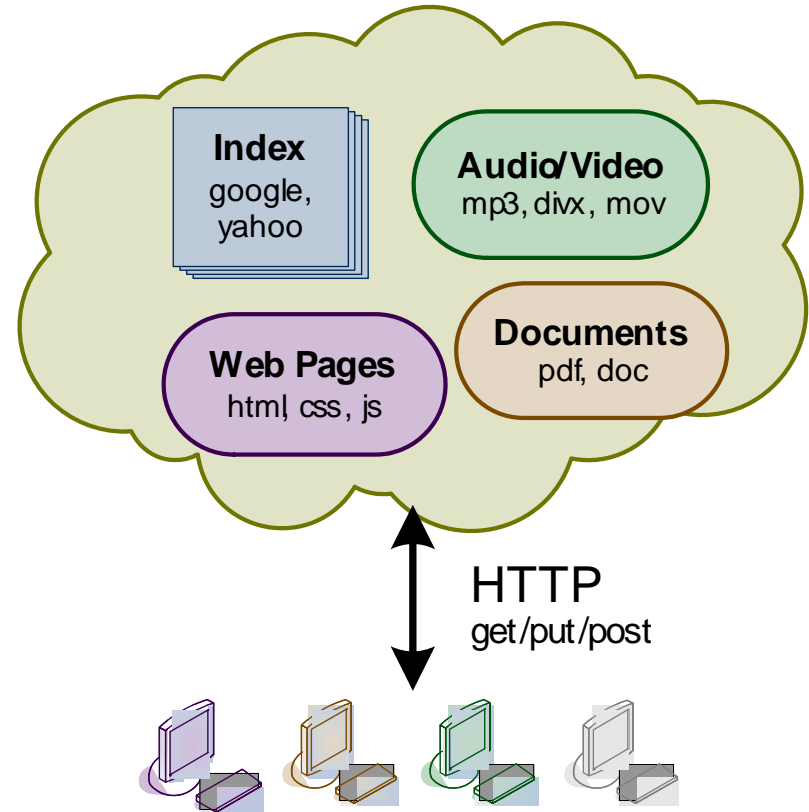 Index
google,
yahoo
Audio/Video
mp3, divx, mov
Documents
pdf, doc
Web Pages
html, css, js
HTTP
get/put/post